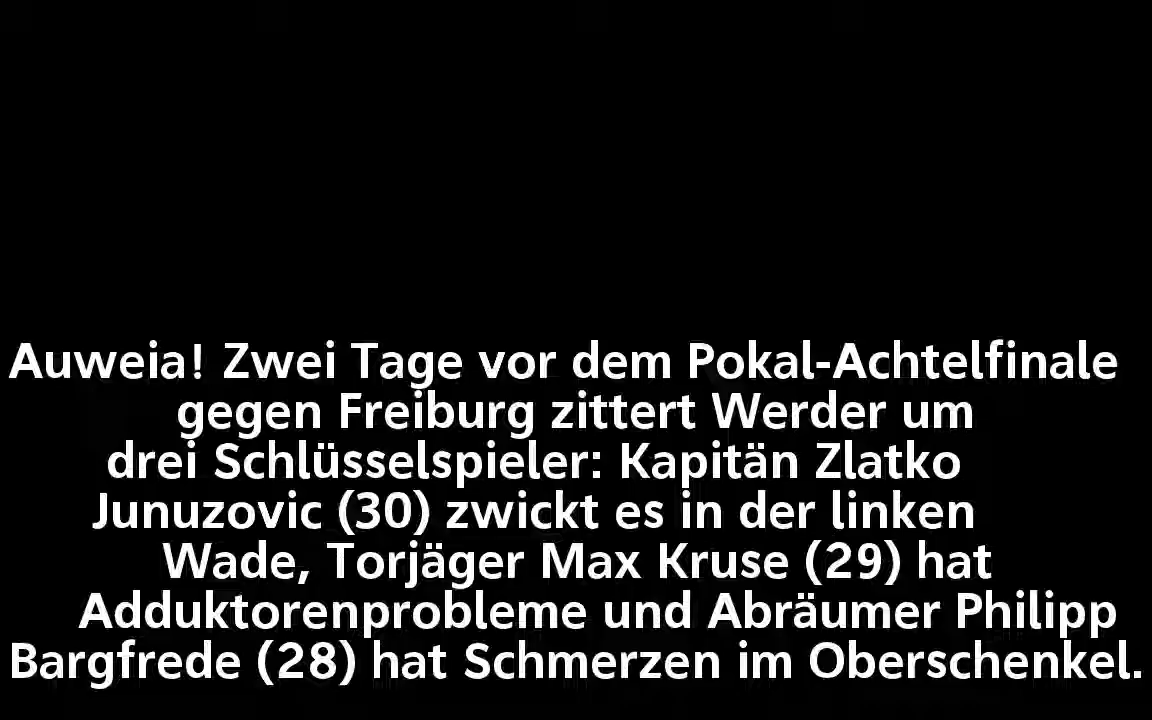 Auweia! Zwei Tage vor dem Pokal-Achtelfinale
gegen Freiburg zittert Werder um
drei Schlüsselspieler: Kapitän Zlatko
Junuzovic (30) zwickt es in der linken
Wade, Torjäger Max Kruse (29) hat
Adduktorenprobleme und Abräumer Philipp
Bargfrede (28) hat Schmerzen im Oberschenkel.